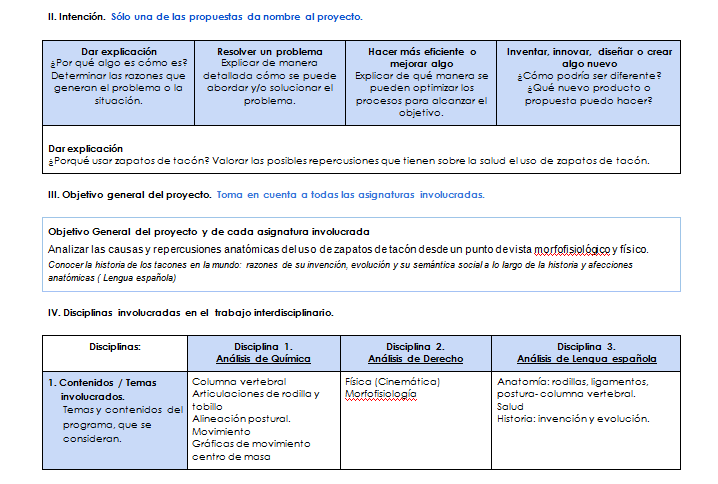 II. Intención. Sólo una de las propuestas da nombre al proyecto.
Dar explicación
¿Por qué algo es cómo es?
Determinar las razones que
generan el problema o la
situación.
Resolver un problema
Explicar de manera
detallada cómo se puede
abordar y/o solucionar el
problema.
Hacer más eficiente o
mejorar algo
Explicar de qué manera se
pueden optimizar los
procesos para alcanzar el
objetivo.
Inventar, innovar, diseñar o crear
algo nuevo
¿Cómo podría ser diferente?
¿Qué nuevo producto o
propuesta puedo hacer?
Dar explicación
¿Porqué usar zapatos de tacón? Valorar las posibles repercusiones que tienen sobre la salud el uso de zapatos de tacón.
III. Objetivo general del proyecto. Toma en cuenta a todas las asignaturas involucradas.
Objetivo General del proyecto y de cada asignatura involucrada
Analizar las causas y repercusiones anatómicas del uso de zapatos de tacón desde un punto de vista morfofisiológico y físico.
Conocer la historia de los tacones en la mundo: razones de su invención, evolución y su semántica social a lo largo de la historia y afecciones
anatómicas ( Lengua española)
IV. Disciplinas involucradas en el trabajo interdisciplinario.
Disciplinas:
Disciplina 1.
Análisis de Química
Disciplina 2.
Análisis de Derecho
Disciplina 3.
Análisis de Lengua española
1. Contenidos / Temas
involucrados.
Temas y contenidos del
programa, que se
consideran.
Columna vertebral
Articulaciones de rodilla y
tobillo
Alineación postural.
Movimiento
Gráficas de movimiento
centro de masa
Física (Cinemática)
Morfofisiología
Anatomía: rodillas, ligamentos,
postura- columna vertebral.
Salud
Historia: invención y evolución.